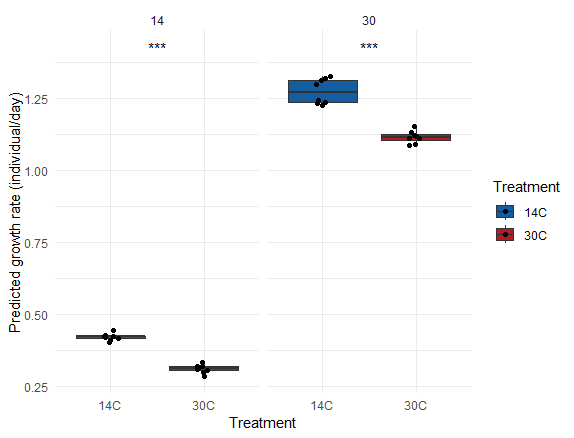 14 30
*** ***
Predicted growth rate (individual/day)
1.25
1.00
0.75
0.50
0.25
14C 30C 14C 30C
Treatment
Treatment
14C
30C